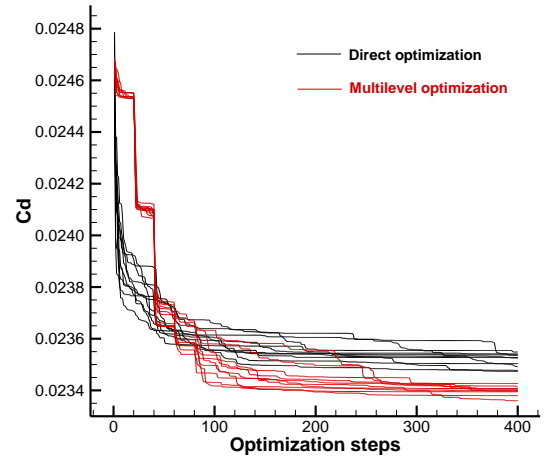 0.0248
0.0246
0.0244
0.0242
0.0240
0.0238
0.0236
0.0234
Cd
Direct optimization
Multilevel optimization
0 100 200 300 400
Optimization steps